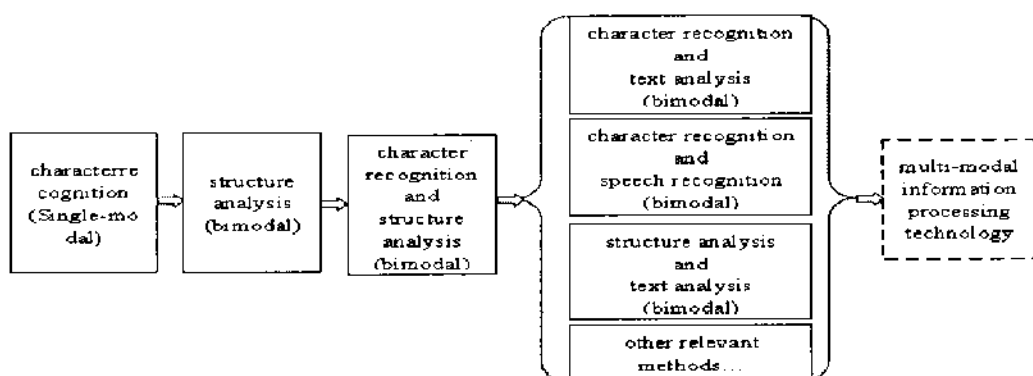 characterre
cognition
(Single-mo
dal)
structure
analysis
(bimodal)
character
recognition
and
structure
analysis
(bimodal)
character recognition
and
text analysis
(bimodal)
character recognition
and
speech recognition
(bimodal)
structure analysis
and
text analysis
(bimodal)
other relevant
methods...
multi-modal
information
processing
technology